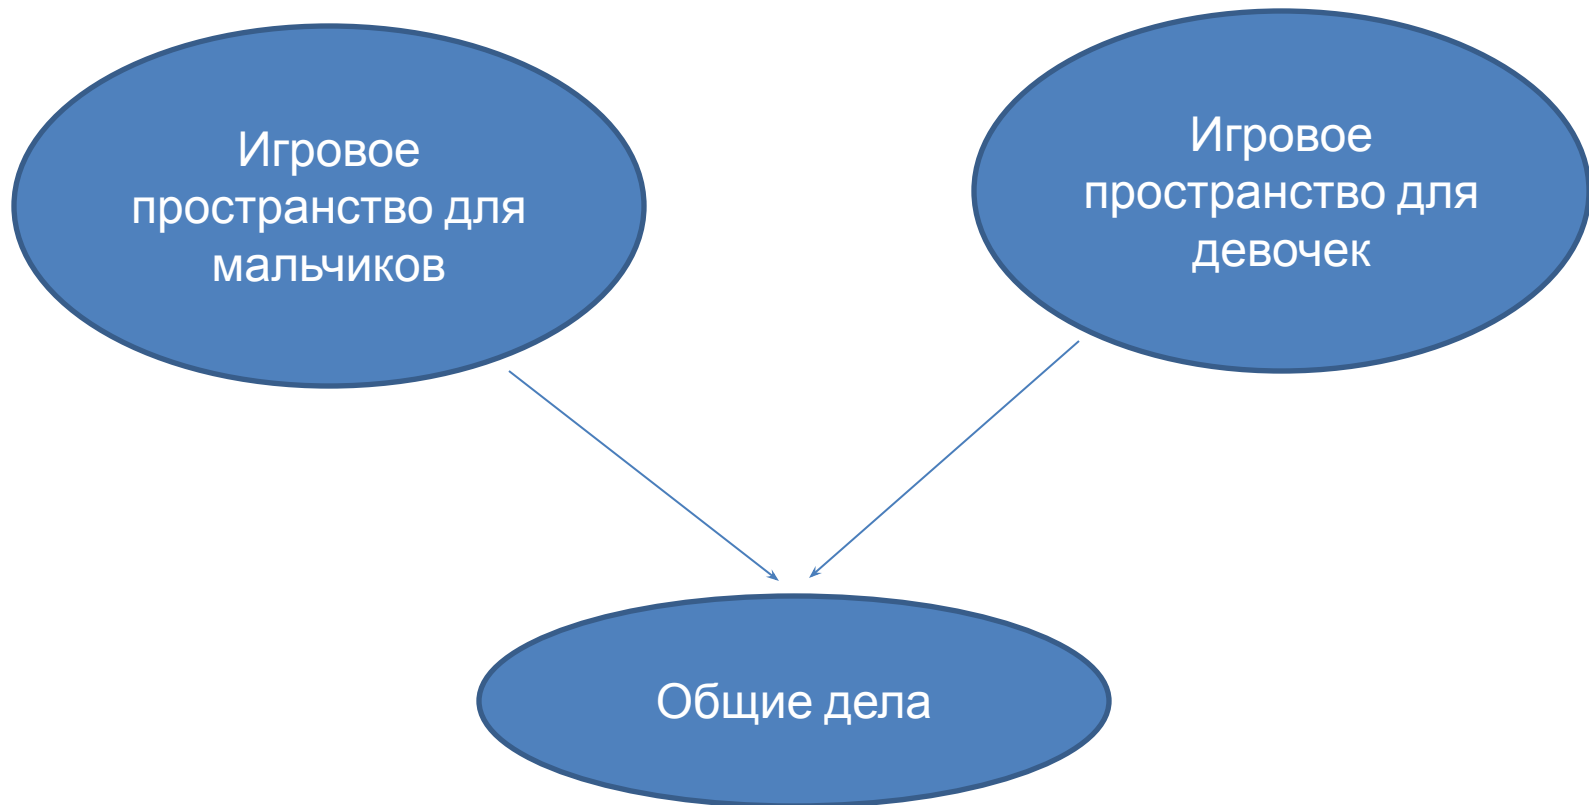 Игровое
пространство для
мальчиков
Игровое
пространство для
девочек
Общие дела